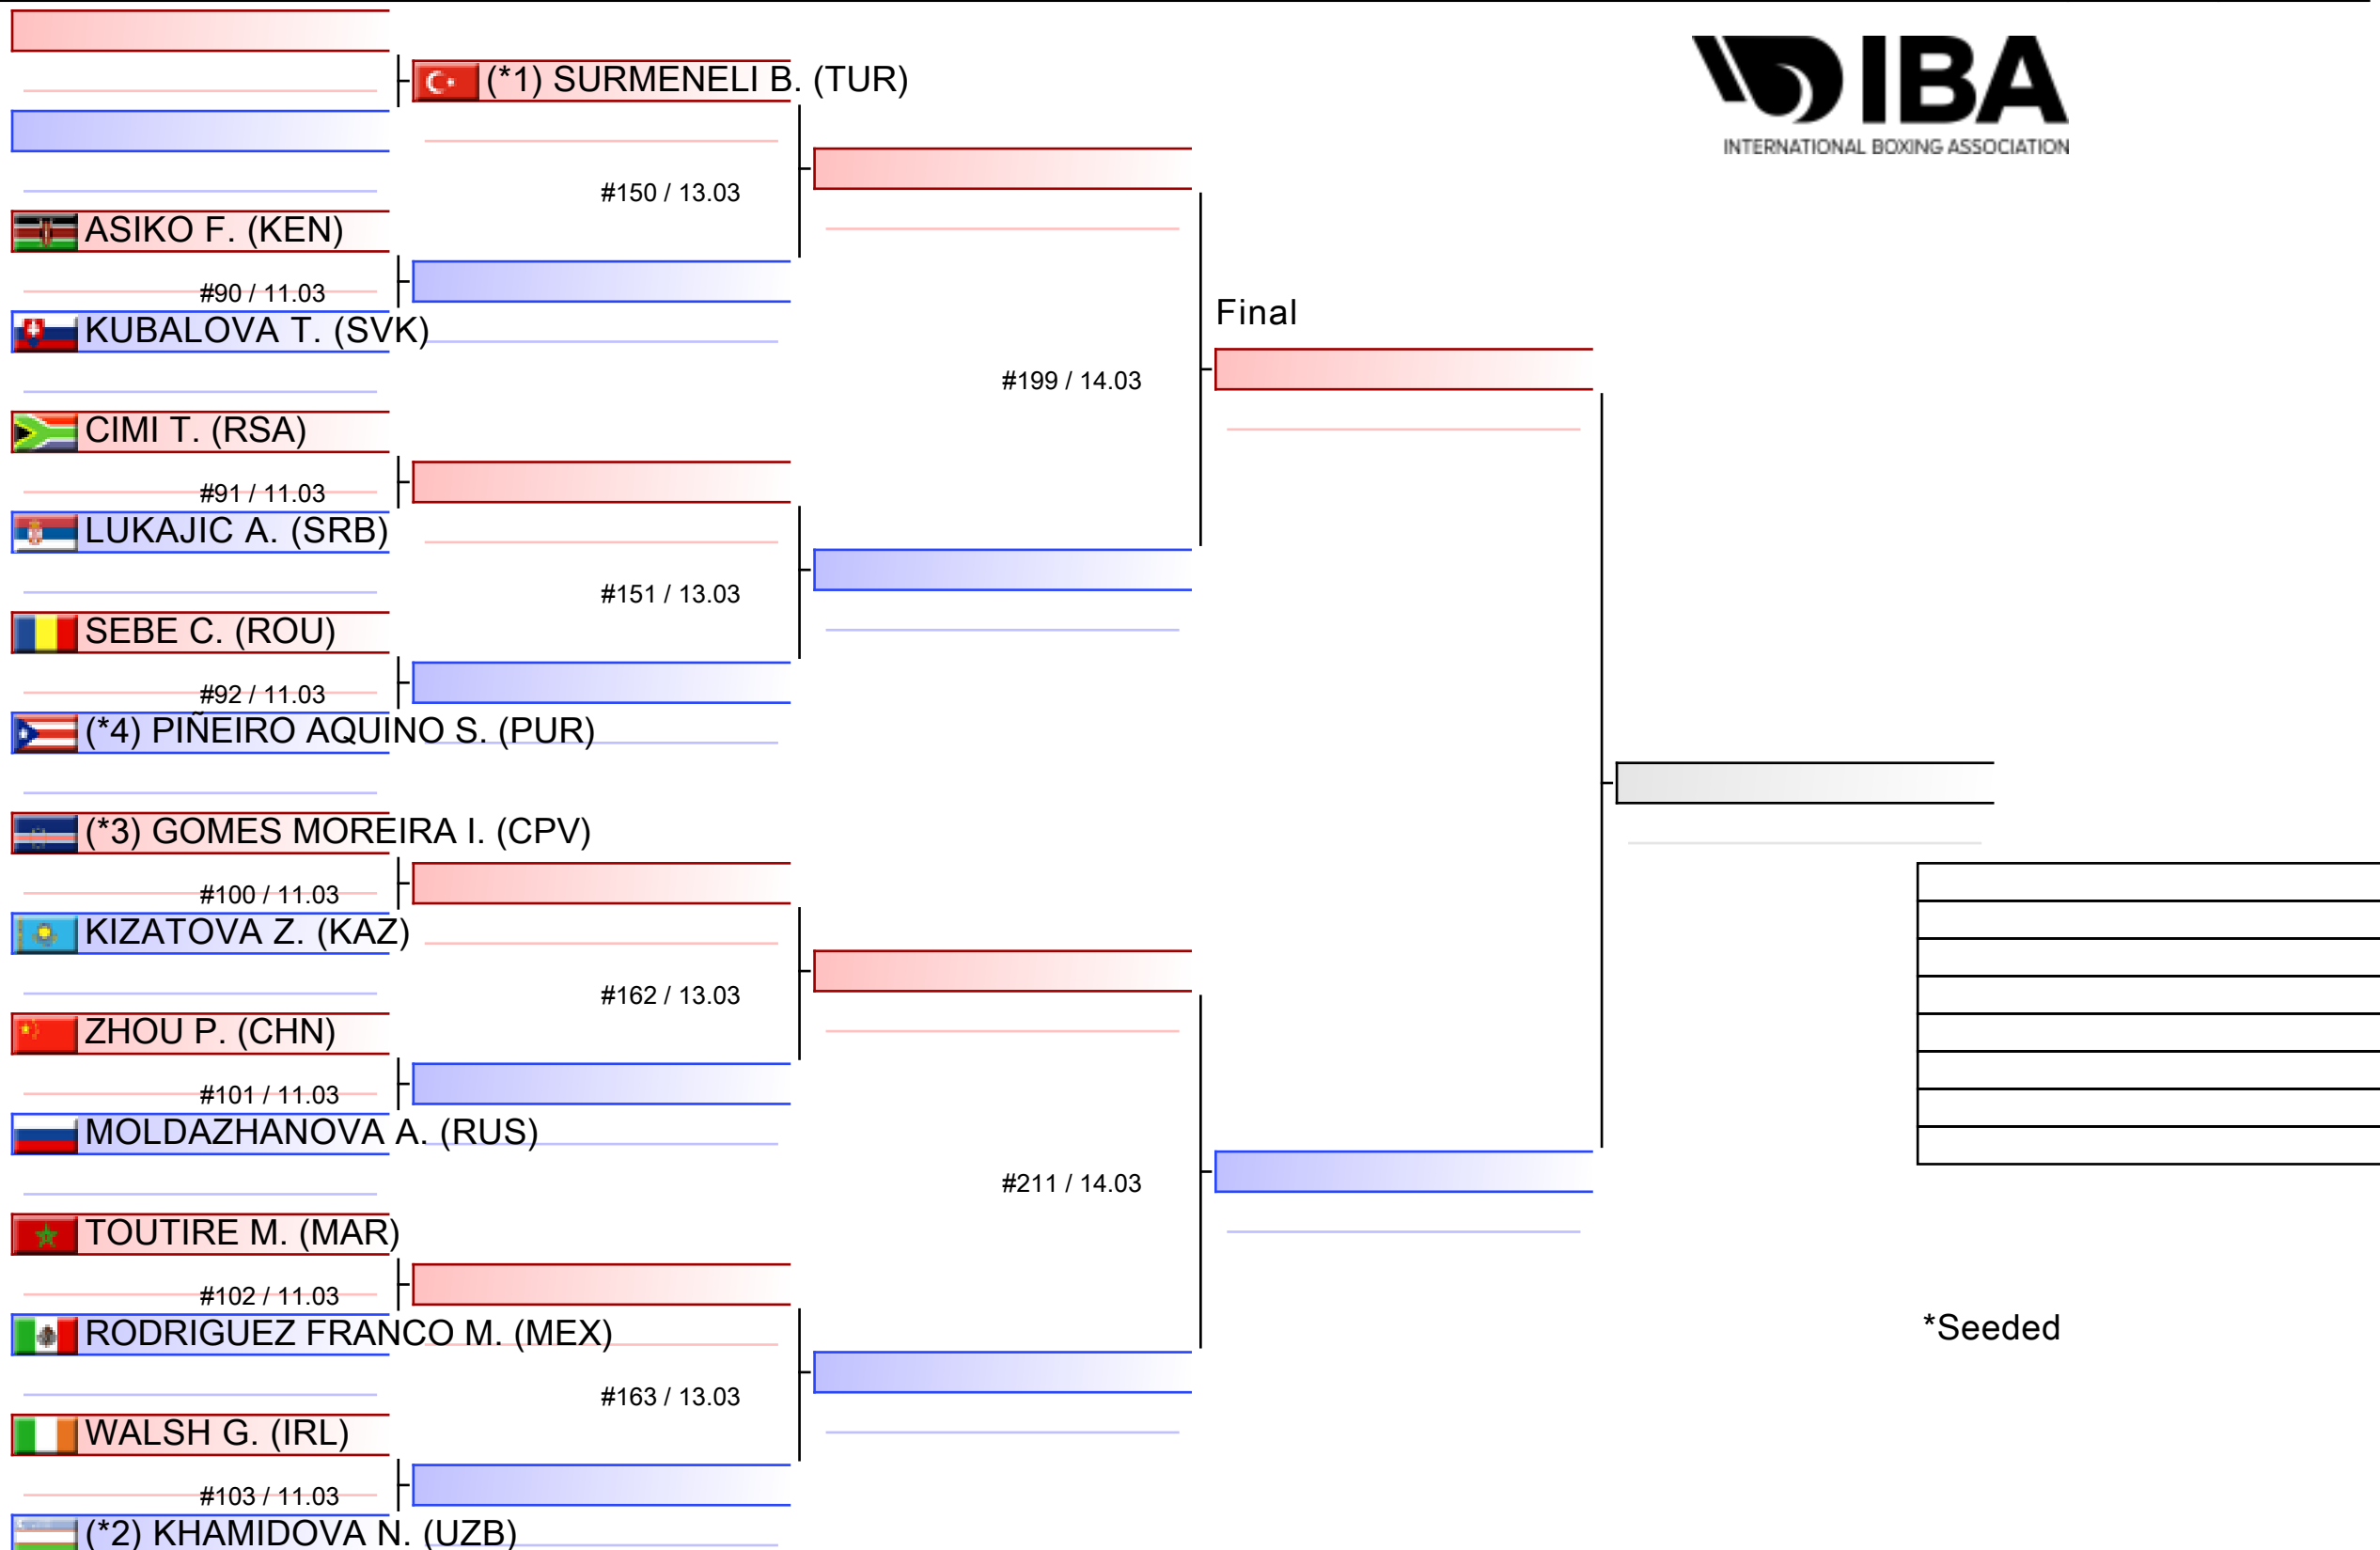 IBA
INTERNATIONAL BOXING ASSOCIATION
(*1) SURMENELI B. (TUR)
#150 / 13.03
ASIKO F. (KEN)
#90 / 11.03
KUBALOVA T. (SVK)
Final
#199 / 14.03
CIMI T. (RSA)
#91 / 11.03
LUKAJIC A. (SRB)
#151 / 13.03
SEBE C. (ROU)
#92 / 11.03
(*4) PIÑEIRO AQUINO S. (PUR)
(*3) GOMES MOREIRA I. (CPV)
#100 / 11.03
KIZATOVA Z. (KAZ)
#162 / 13.03
ZHOU P. (CHN)
#101 / 11.03
MOLDAZHANOVA A. (RUS)
#211 / 14.03
TOUTIRE M. (MAR)
#102 / 11.03
RODRIGUEZ FRANCO M. (MEX)
*Seeded
#163 / 13.03
WALSH G. (IRL)
#103 / 11.03
(*2) KHAMIDOVA N. (UZB)